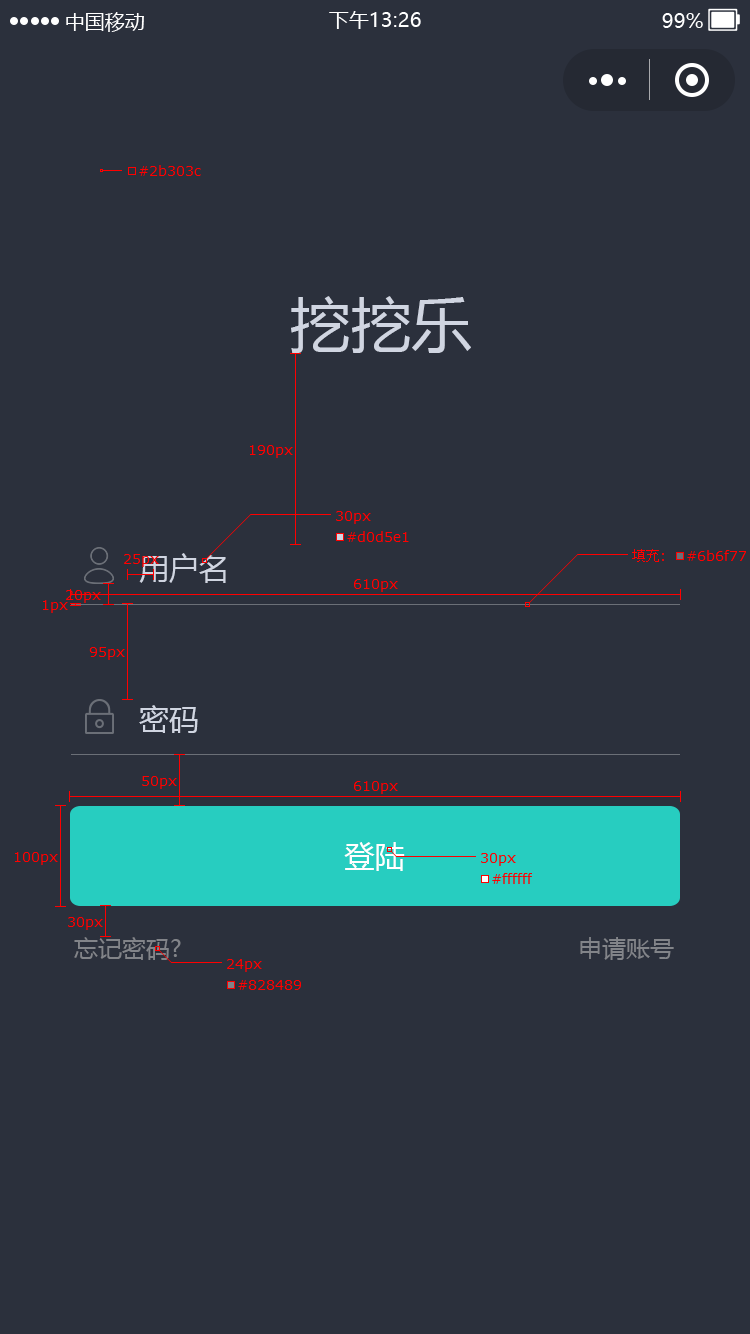 中国移动 下午13:26 99%
#2b303c
挖挖乐
190px
30px
#d0d5e1
25px
用户名
填充: #6b6f77
610px
20px
1px
95px
密码
50px
610px
100px
登陆
30px
#ffffff
30px
忘记密码?
申请账号
24px
#828489